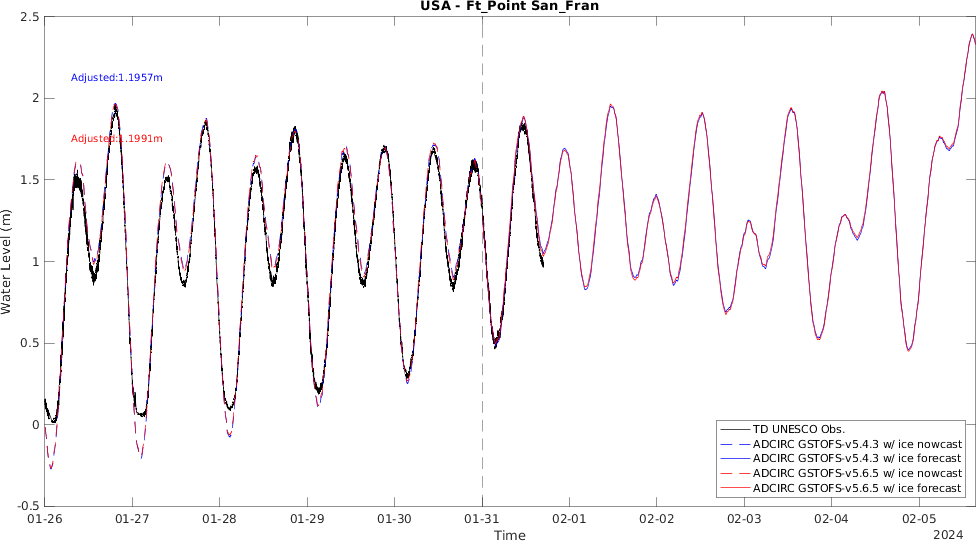 USA - Ft_Point San_Fran
2.5
2
1.5
1
0.5
0
-0.5
Water Level (m)
Adjusted:1.1957m
Adjusted:1.1991m
TD UNESCO Obs.
ADCIRC GSTOFS-v5.4.3 w/ ice nowcast
ADCIRC GSTOFS-v5.4.3 w/ ice forecast
ADCIRC GSTOFS-v5.6.5 w/ ice nowcast
ADCIRC GSTOFS-v5.6.5 w/ ice forecast
01-26 01-27 01-28 01-29 01-30 01-31 02-01 02-02 02-03 02-04 02-05
Time
2024